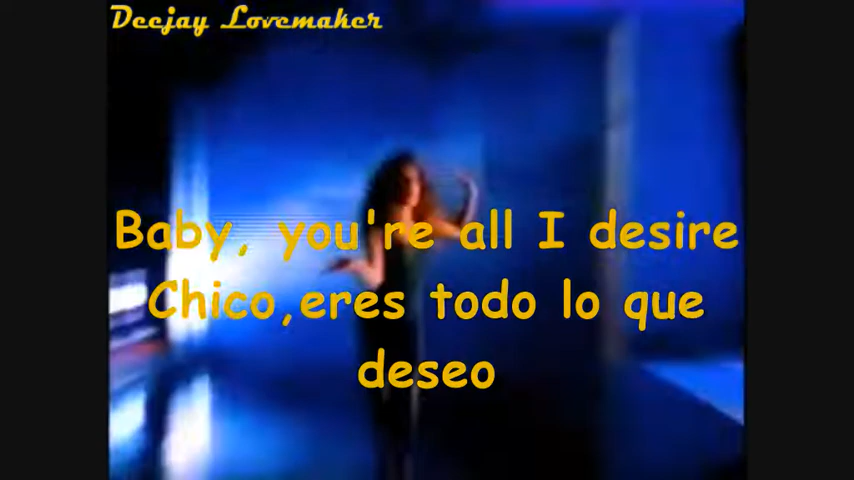 Deejay Lovemaker
Baby, you're all I desire
Chico,eres todo lo que
deseo